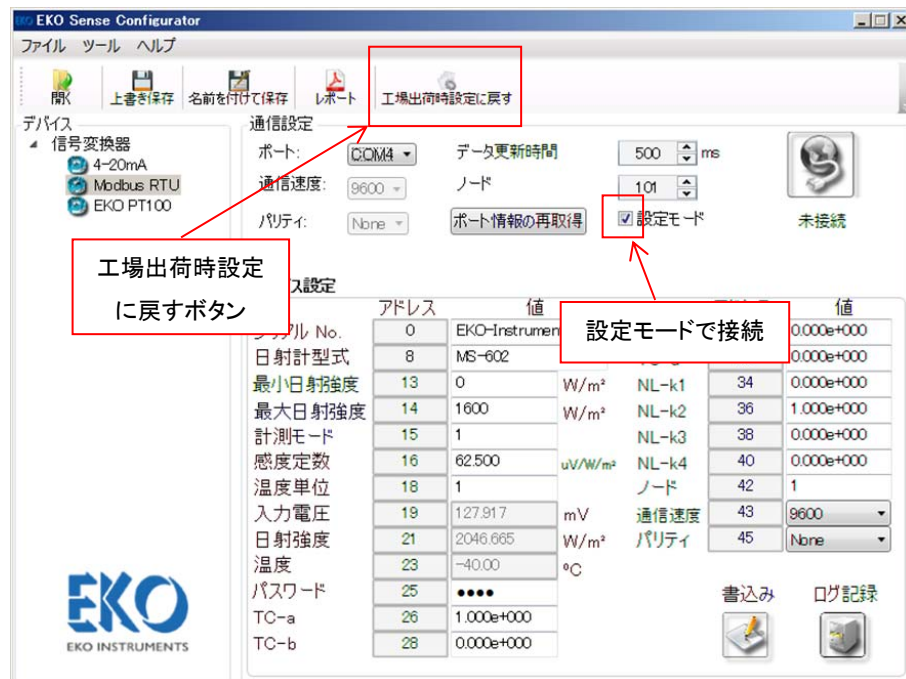 EKO Sense Configurator
ファイル ツール ヘルプ
開く 上書き保存 名前を付けて保存 レポート 工場出荷時設定に戻す
デバイス
信号変換器
4-20mA
Modbus RTU
EKO PT100
通信設定
ポート: COM4 データ更新時間 500 ms
通信速度: 9600 ノード 101
パリティ: None ポート情報の再取得 設定モード 未接続
工場出荷時設定
に戻すボタン
設定モードで接続
ス設定
アドレス 値 値
No. 0 EKO-Instrumen 0.000e+000
日射計型式 8 MS-602 0.000e+000
最小日射強度 13 0 W/m² NL-k1 34 0.000e+000
最大日射強度 14 1600 W/m² NL-k2 36 1.000e+000
計測モード 15 1 NL-k3 38 0.000e+000
感度定数 16 62.500 uV/W/m² NL-k4 40 0.000e+000
温度単位 18 1 ノード 42 1
入力電圧 19 127.917 mV 通信速度 43 9600
日射強度 21 2046.665 W/m² パリティ 45 None
温度 23 -40.00 ºC
パスワード 25 ●●●● 書込み ログ記録
TC-a 26 1.000e+000
TC-b 28 0.000e+000
EKO
EKO INSTRUMENTS